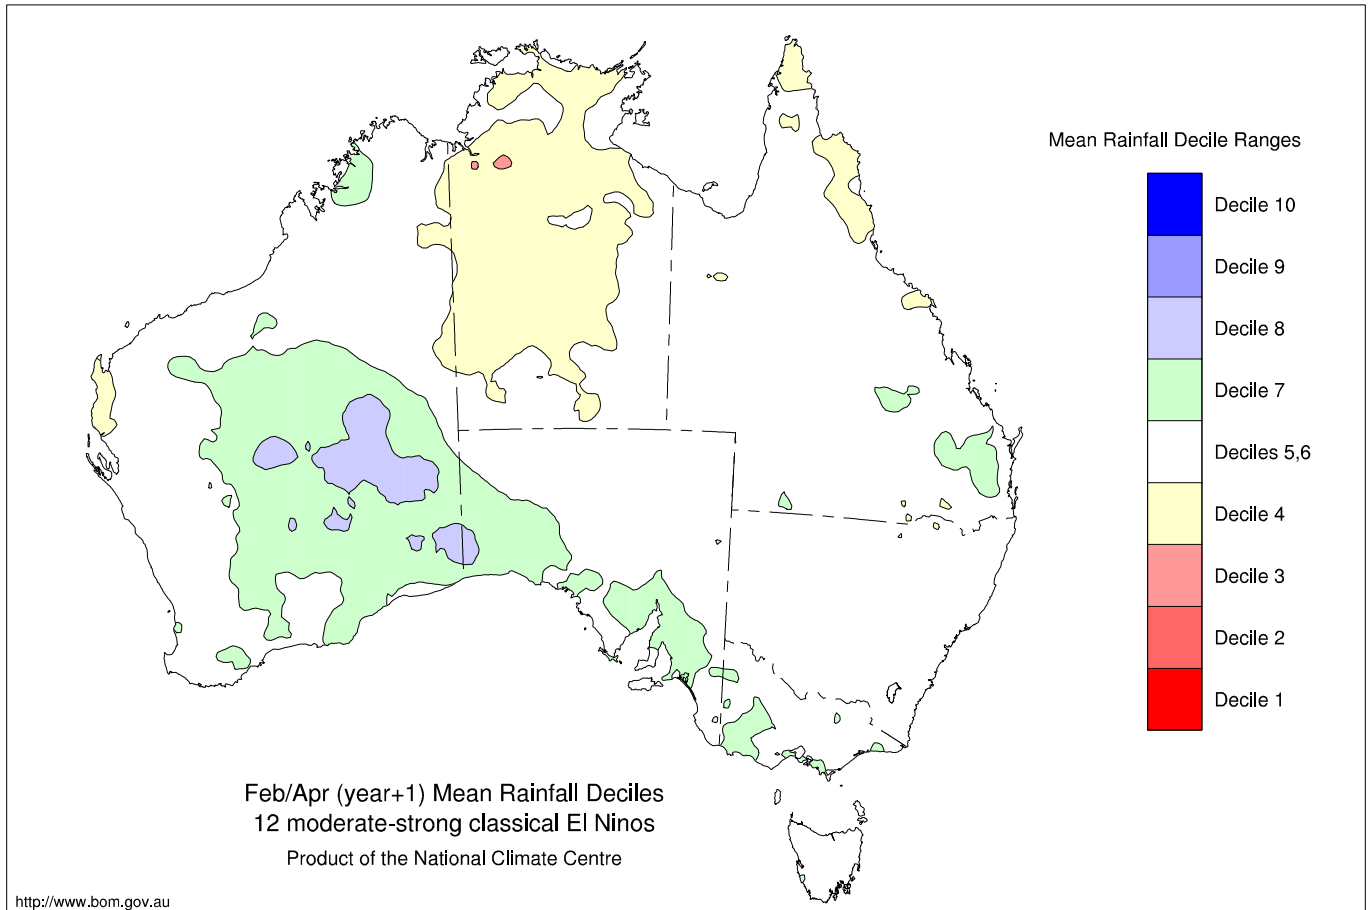 Mean Rainfall Decile Ranges
Decile 10
Decile 9
Decile 8
Decile 7
Deciles 5,6
Decile 4
Decile 3
Decile 2
Decile 1
Feb/Apr (year+1) Mean Rainfall Deciles
12 moderate-strong classical El Ninos
Product of the National Climate Centre
http://www.bom.gov.au